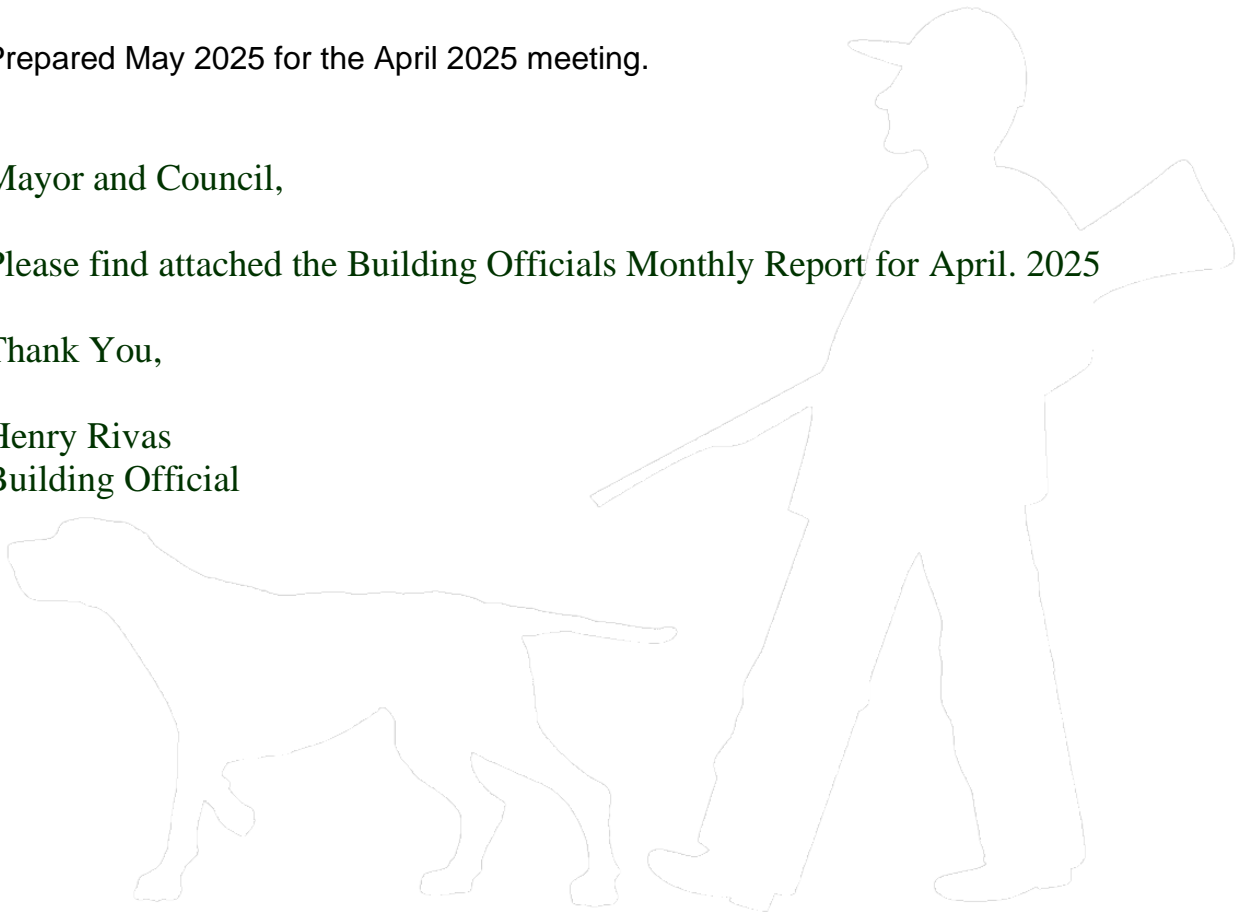 Prepared May 2025 for the April 2025 meeting.
Mayor and Council,
Please find attached the Building Officials Monthly Report for April. 2025
Thank You,
Henry Rivas
Building Official